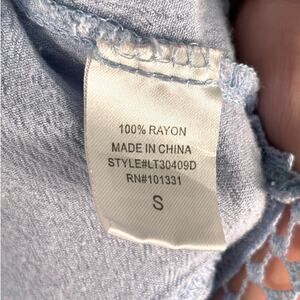 100% RAYON
MADE IN CHINA
STYLE#LT30409D
RN#101331
S